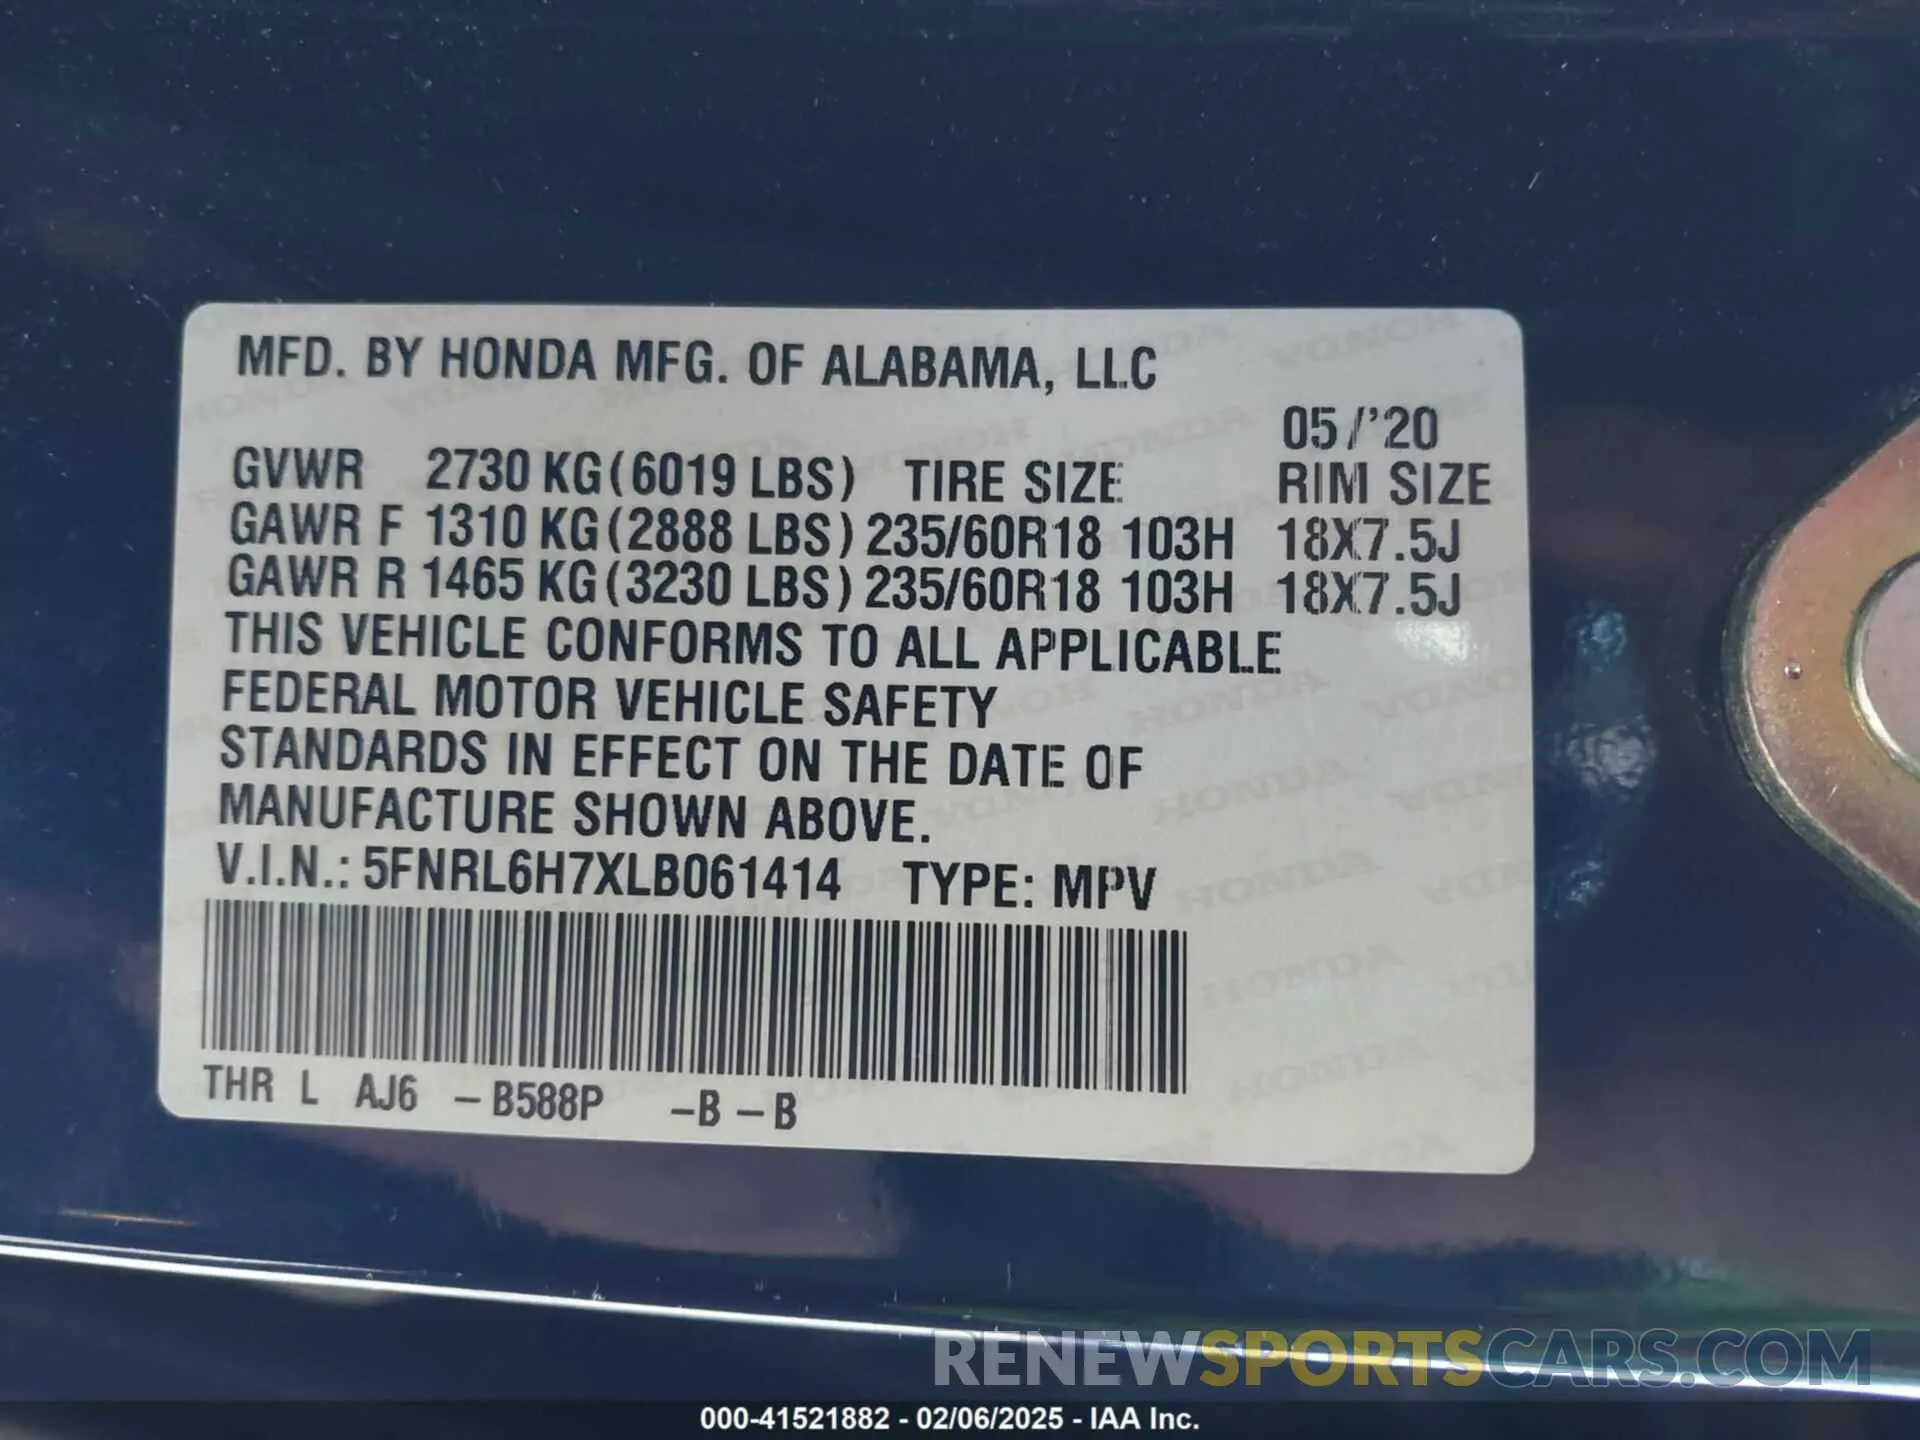 MFD. BY HONDA MFG. OF ALABAMA, LLC
05/'20
GVWR 2730 KG(6019 LBS) TIRE SIZE RIM SIZE
GAWR F 1310 KG(2888 LBS) 235/60R18 103H 18X7.5J
GAWR R 1465 KG(3230 LBS) 235/60R18 103H 18X7.5J
THIS VEHICLE CONFORMS TO ALL APPLICABLE
FEDERAL MOTOR VEHICLE SAFETY
STANDARDS IN EFFECT ON THE DATE OF
MANUFACTURE SHOWN ABOVE.
V.I.N.: 5FNRL6H7XLB061414 TYPE: MPV
THR L AJ6 –B588P –B –B
RENEWSPORTSCARS.COM
000-41521882 - 02/06/2025 - IAA Inc.